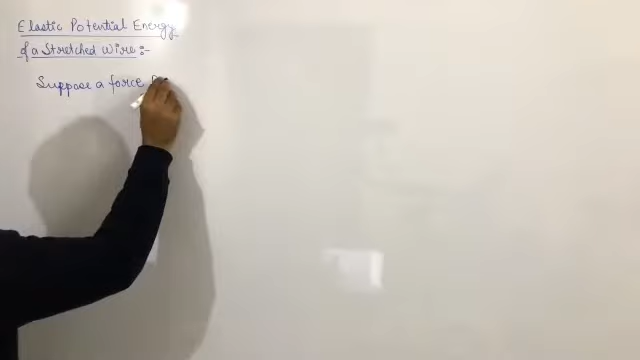 Elastic Potential Energy
of a Stretched Wire:-
Suppose a force